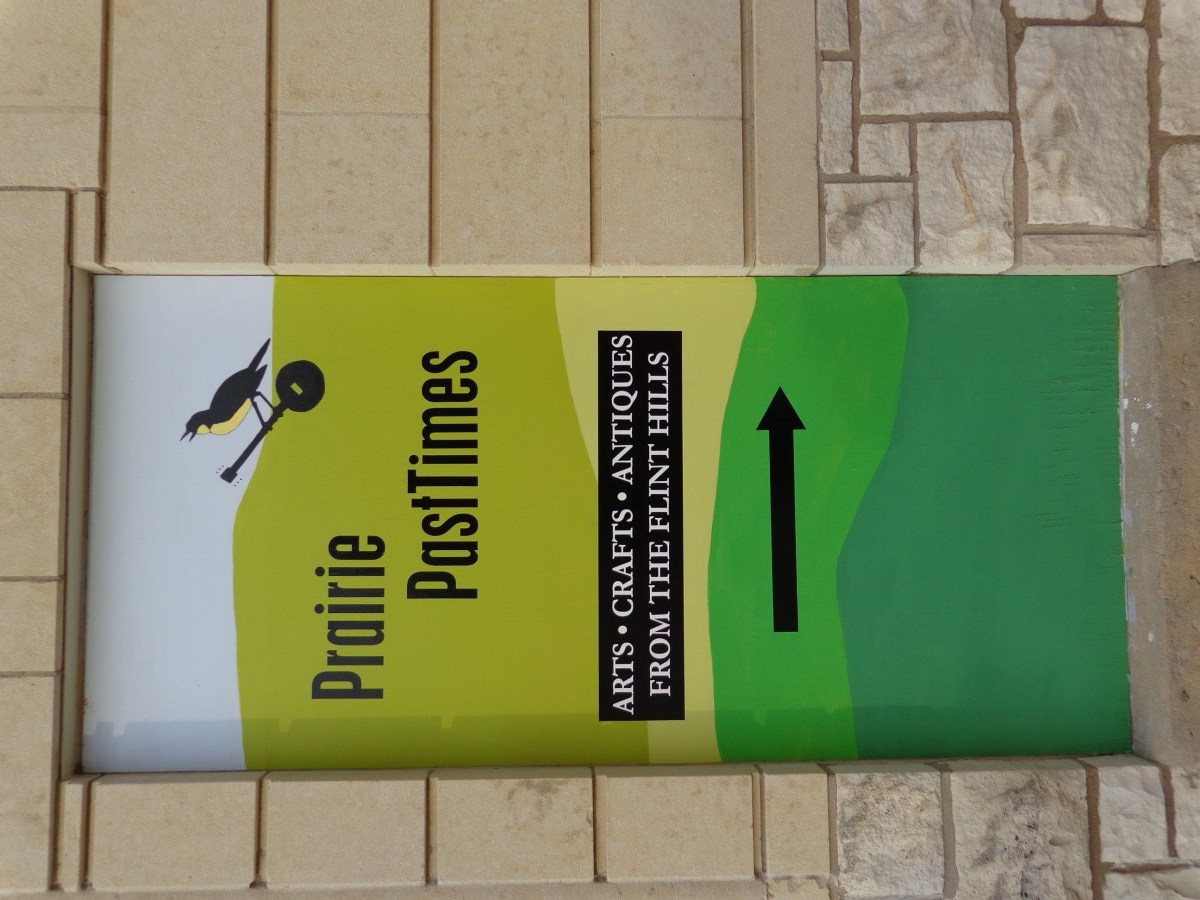 Prairie
PastTimes
ARTS • CRAFTS • ANTIQUES
FROM THE FLINT HILLS